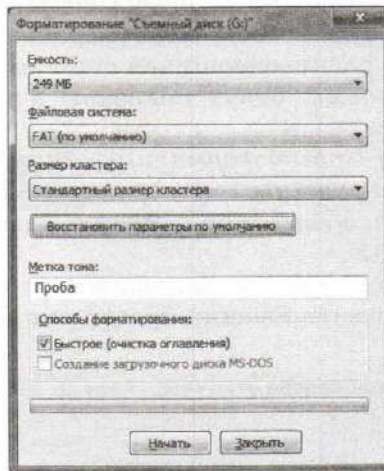 Форматирование "Съемный диск (G:)"
Емкость:
249 МБ
Файловая система:
FAT (по умолчанию)
Размер кластера:
Стандартный размер кластера
Восстановить параметры по умолчанию
Метка тома:
Проба
Способы форматирования:
Быстрое (очистка оглавления)
Создание загрузочного диска MS-DOS
Начать
Закрыть